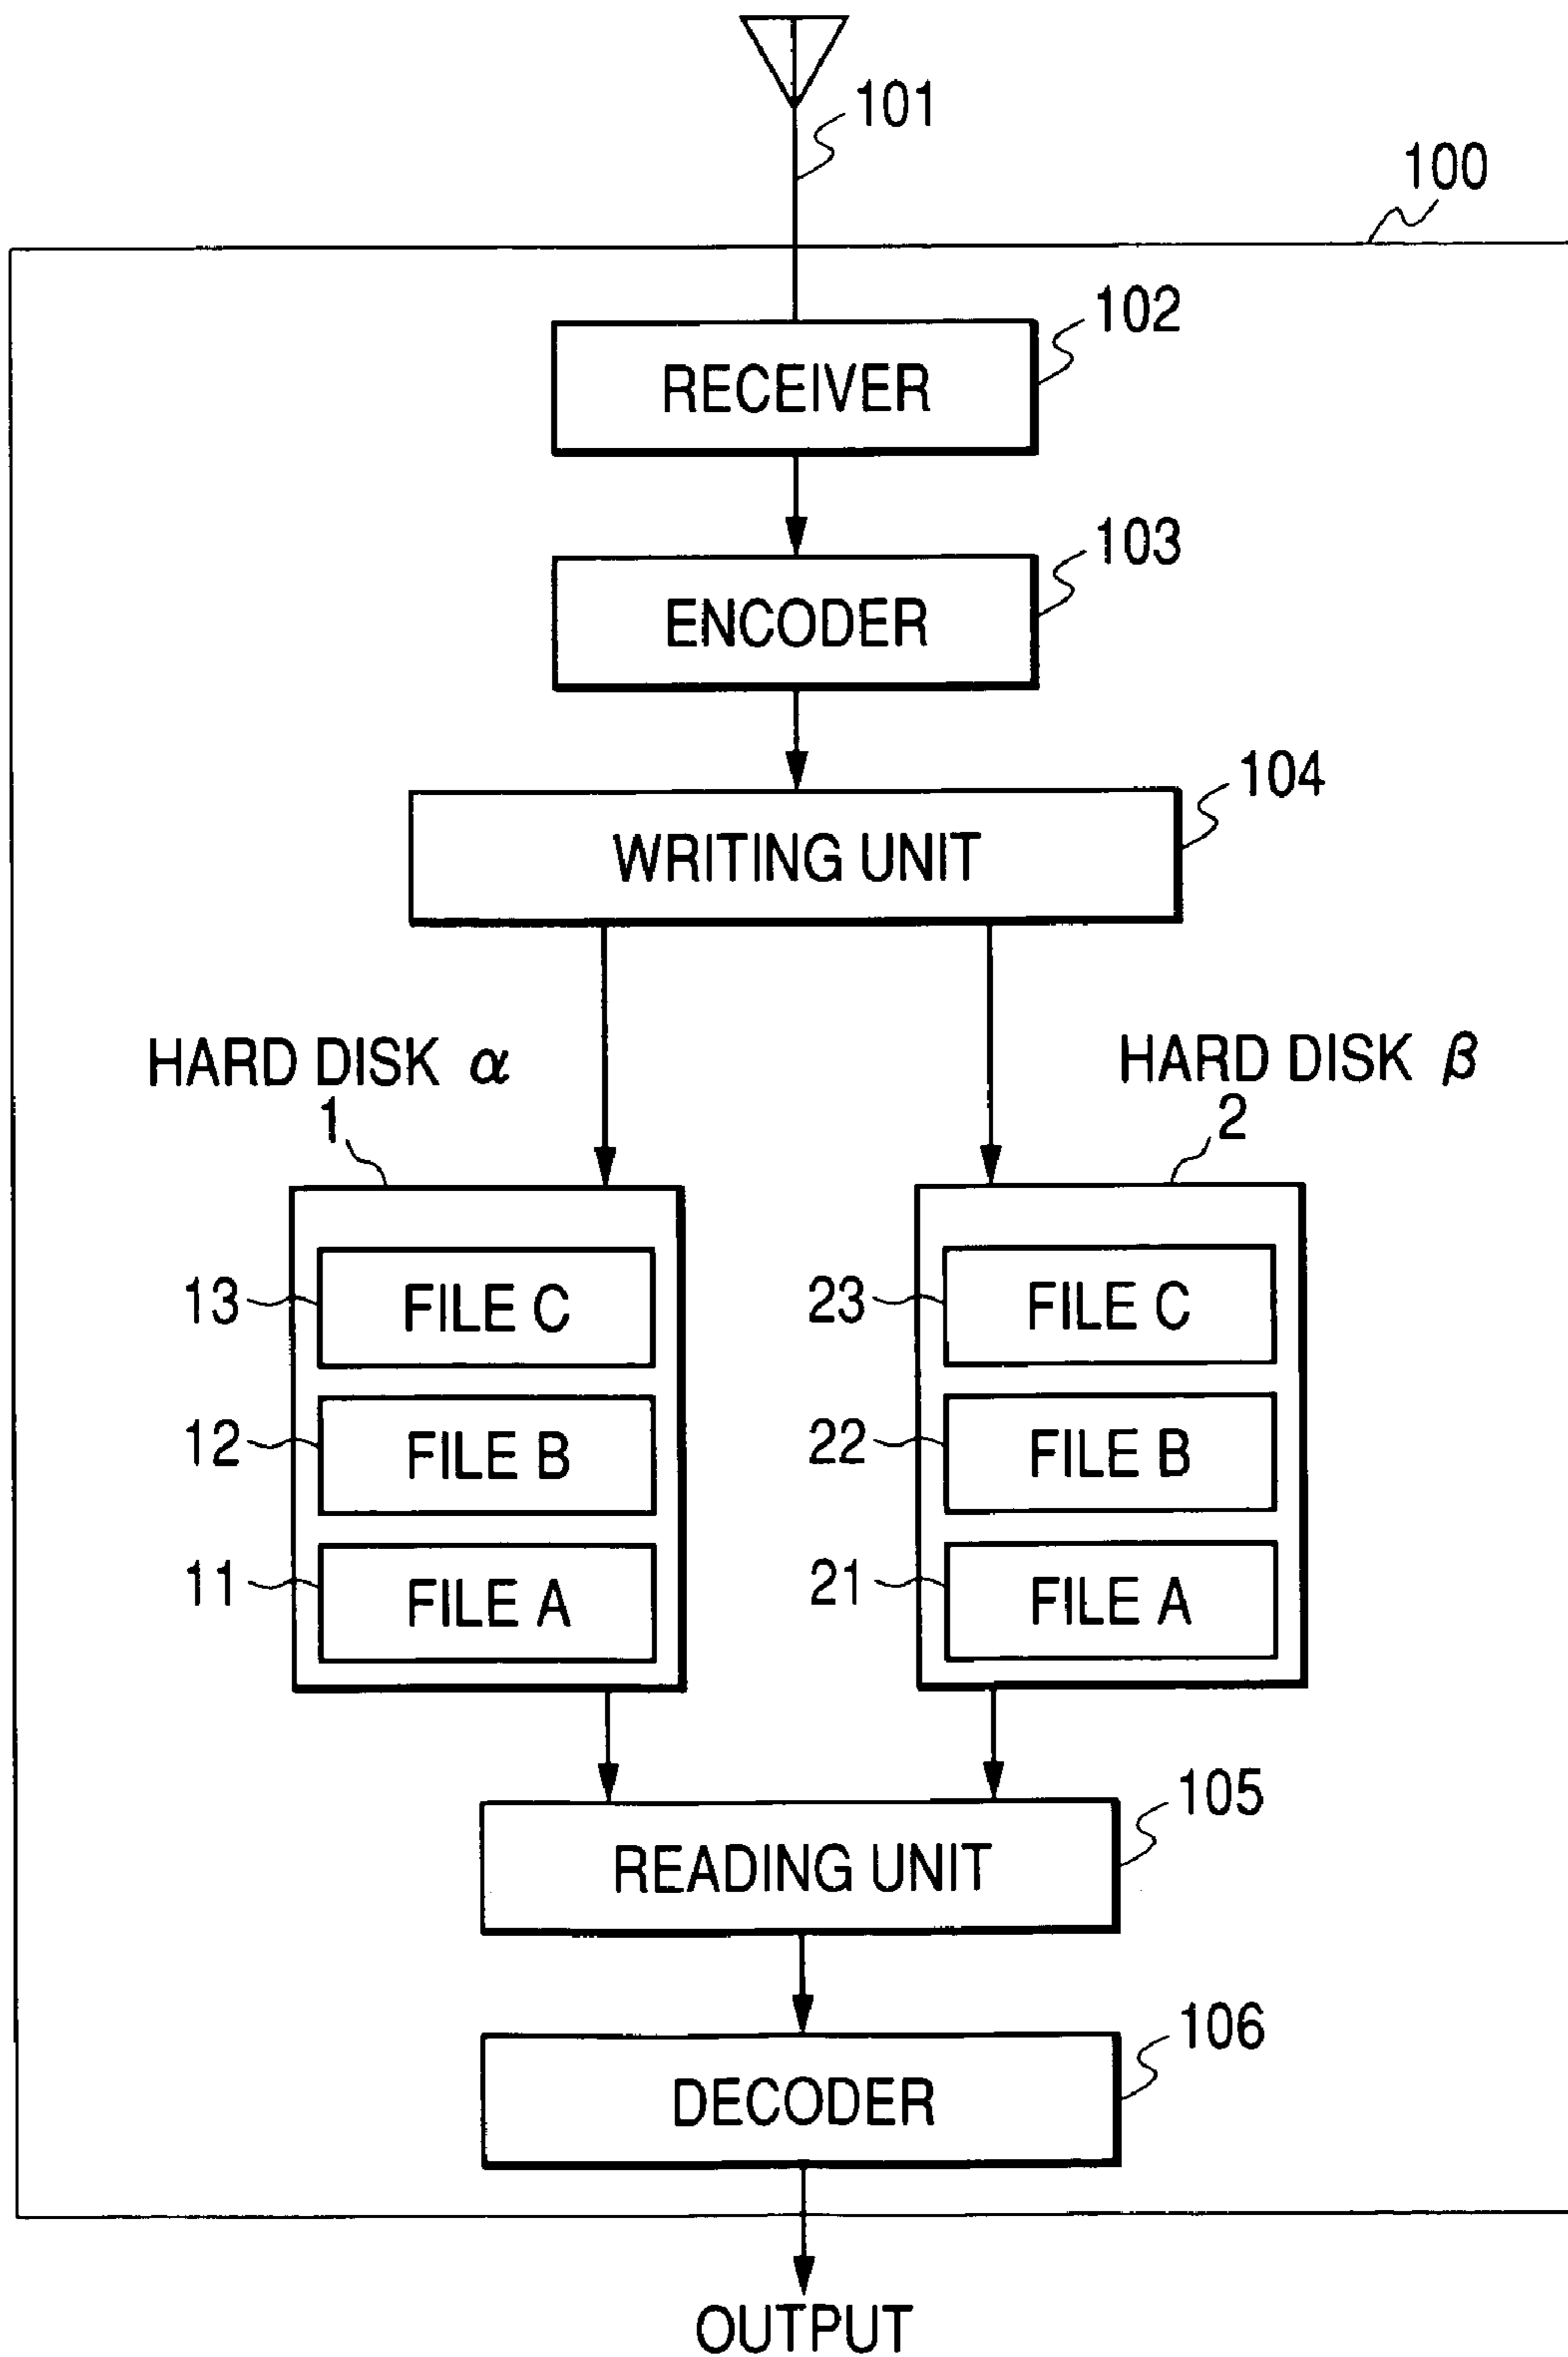 101
100
102
RECEIVER
103
ENCODER
104
WRITING UNIT
HARD DISK α
1
HARD DISK β
2
13
FILE C
23
FILE C
12
FILE B
22
FILE B
11
FILE A
21
FILE A
105
READING UNIT
106
DECODER
OUTPUT